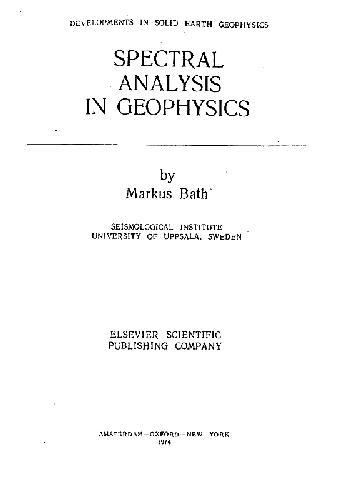 DEVELOPMENTS IN SOLID EARTH GEOPHYSICS
SPECTRAL
ANALYSIS
IN GEOPHYSICS
by
Markus Bath
SEISMOLOGICAL INSTITUTE
UNIVERSITY OF UPPSALA, SWEDEN
ELSEVIER SCIENTIFIC
PUBLISHING COMPANY
AMSTERDAM—OXFORD—NEW YORK
1974